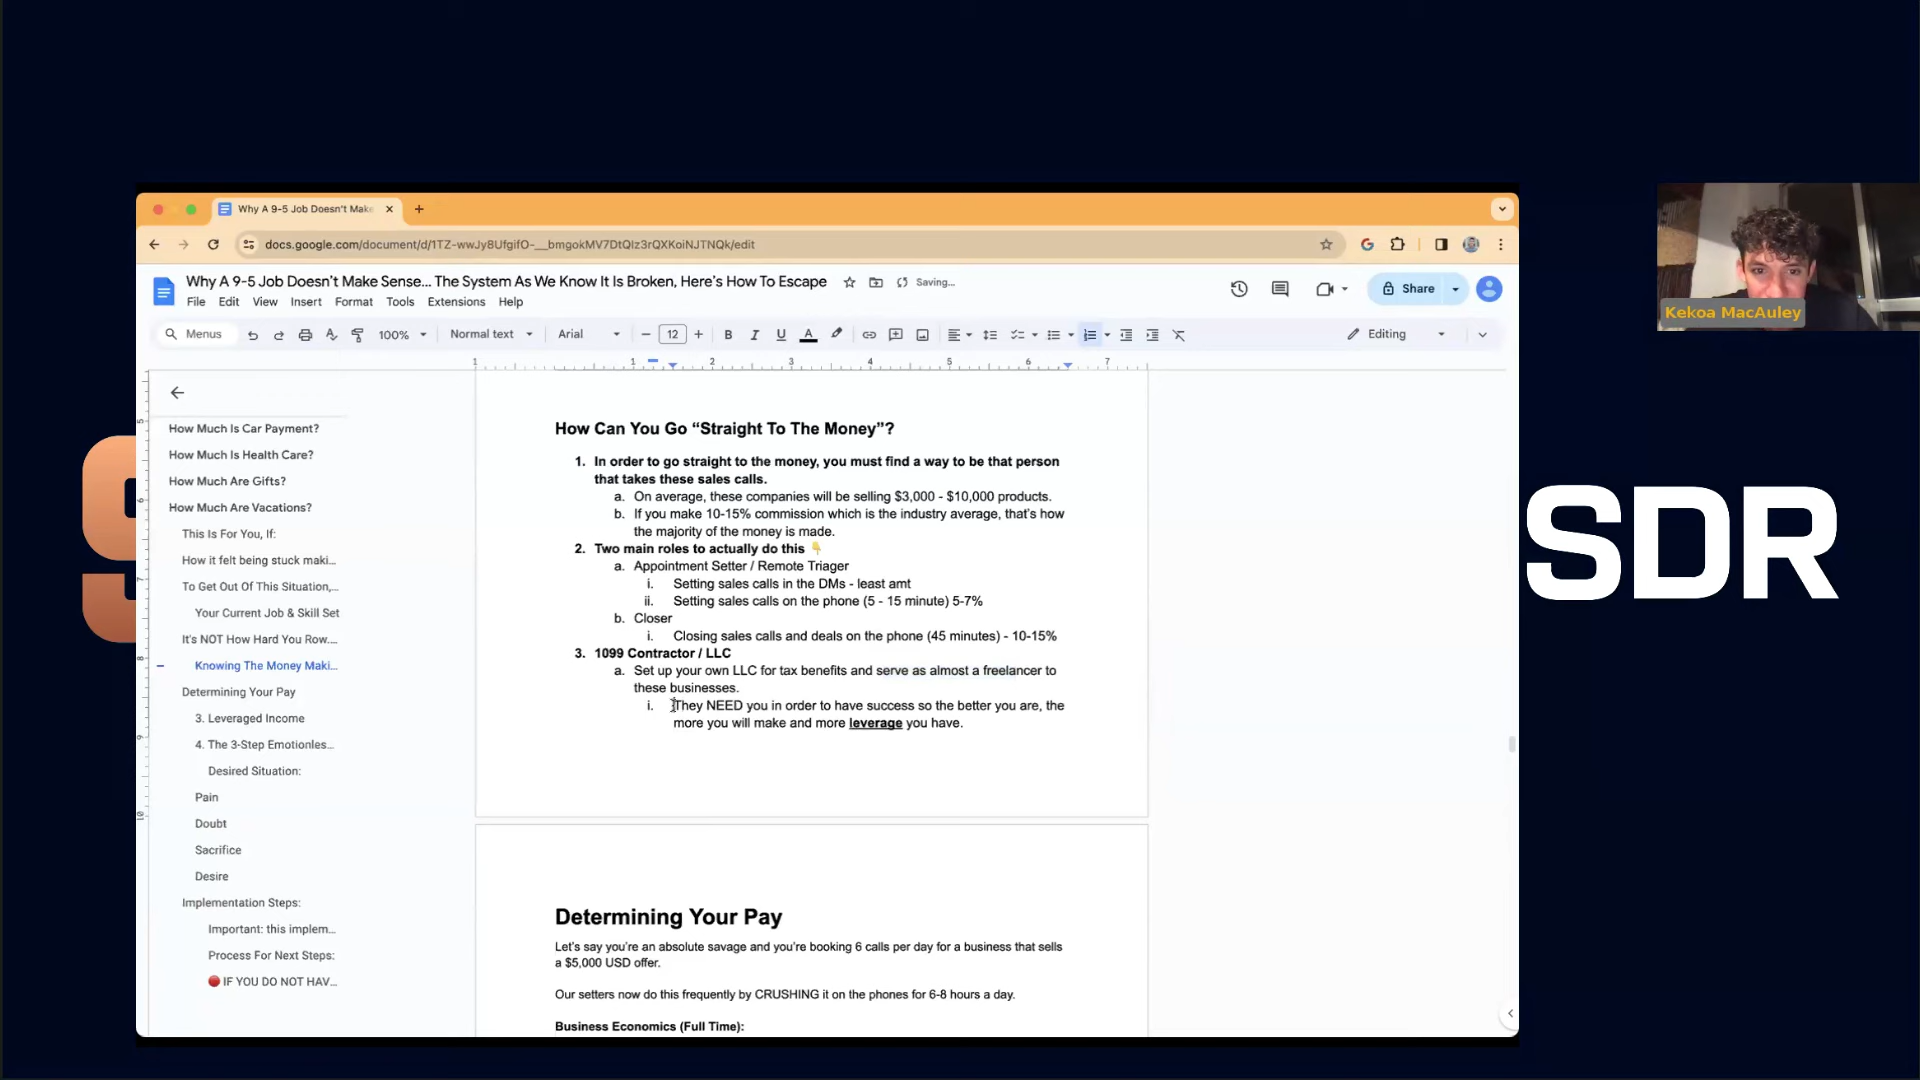 Why A 9-5 Job Doesn't Make
docs.google.com/document/d/1TZ-wwJy8UfgifO-__bmgokMV7DtQIz3rQXKoiNJTNQk/edit
Why A 9-5 Job Doesn't Make Sense... The System As We Know It Is Broken, Here's How To Escape
Saving...
File Edit View Insert Format Tools Extensions Help
Share
Menus 100% Normal text Arial 12 Editing
1 1 2 3 4 5 6 7
How Much Is Car Payment?
How Much Is Health Care?
How Much Are Gifts?
How Much Are Vacations?
This Is For You, If:
How it felt being stuck maki...
To Get Out Of This Situation,...
Your Current Job & Skill Set
It's NOT How Hard You Row....
Knowing The Money Maki...
Determining Your Pay
3. Leveraged Income
4. The 3-Step Emotionles...
Desired Situation:
Pain
Doubt
Sacrifice
Desire
Implementation Steps:
Important: this implem...
Process For Next Steps:
🔴 IF YOU DO NOT HAV...
How Can You Go “Straight To The Money”?
1. In order to go straight to the money, you must find a way to be that person
that takes these sales calls.
a. On average, these companies will be selling $3,000 - $10,000 products.
b. If you make 10-15% commission which is the industry average, that's how
the majority of the money is made.
2. Two main roles to actually do this 👇
a. Appointment Setter / Remote Triager
i. Setting sales calls in the DMs - least amt
ii. Setting sales calls on the phone (5 - 15 minute) 5-7%
b. Closer
i. Closing sales calls and deals on the phone (45 minutes) - 10-15%
3. 1099 Contractor / LLC
a. Set up your own LLC for tax benefits and serve as almost a freelancer to
these businesses.
i. They NEED you in order to have success so the better you are, the
more you will make and more leverage you have.
Determining Your Pay
Let's say you're an absolute savage and you're booking 6 calls per day for a business that sells
a $5,000 USD offer.
Our setters now do this frequently by CRUSHING it on the phones for 6-8 hours a day.
Business Economics (Full Time):
Kekoa MacAuley
SDR